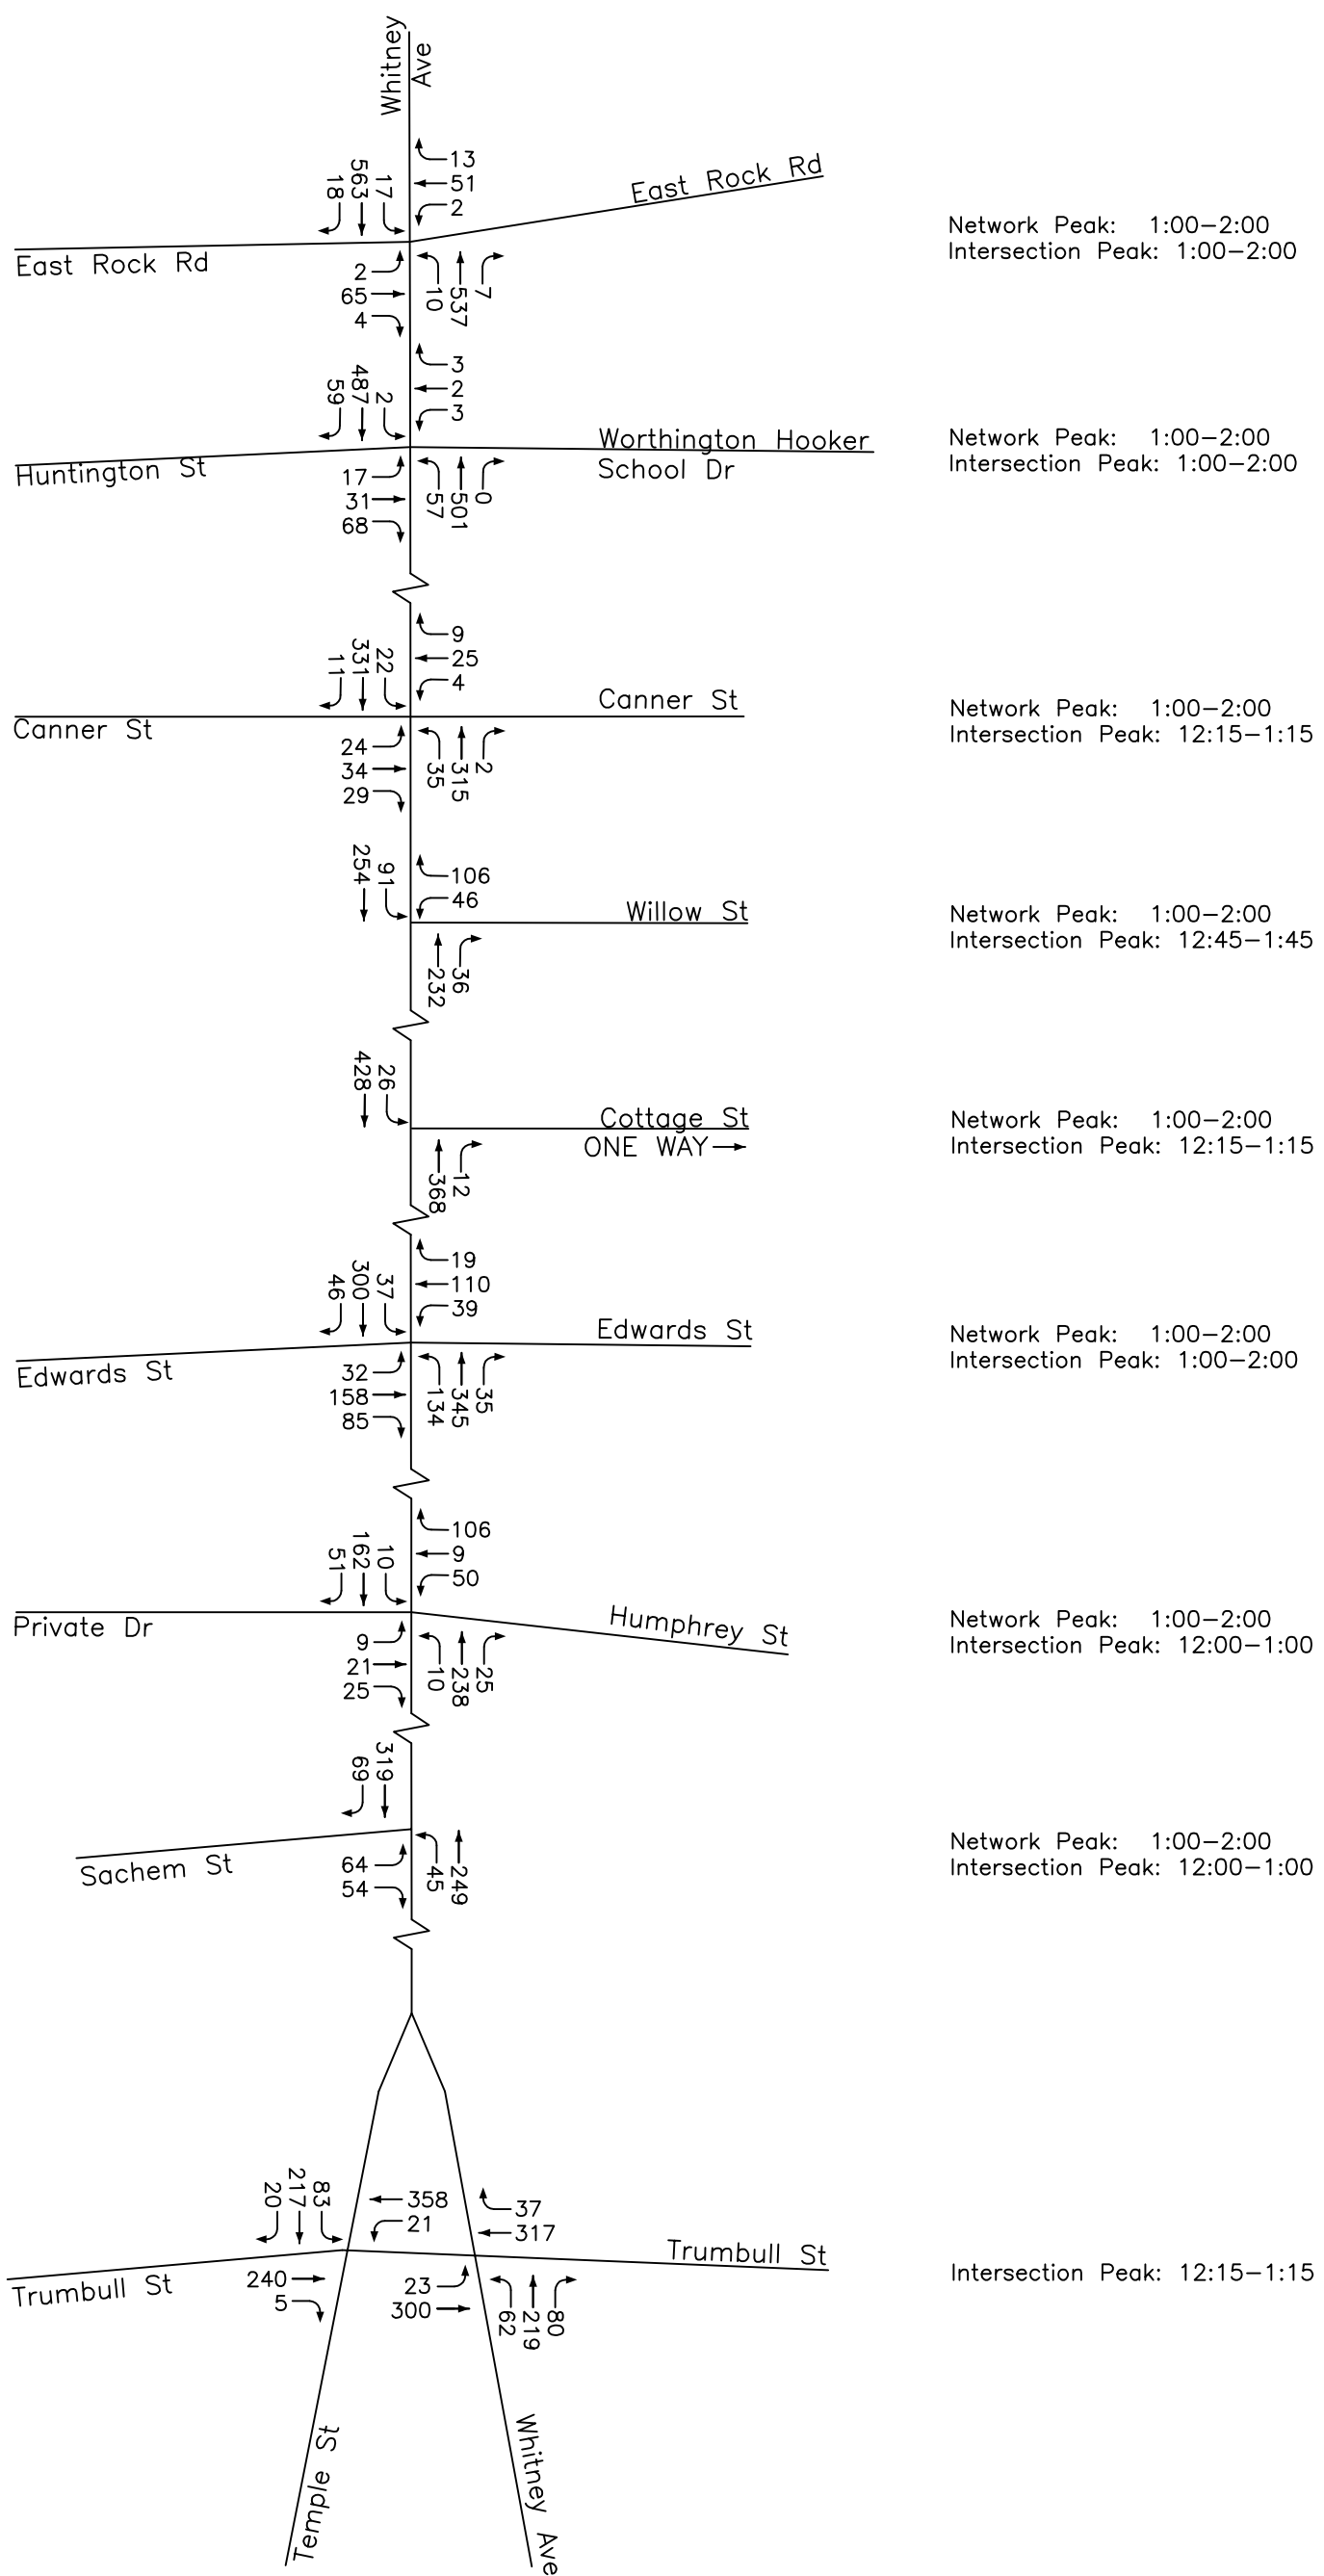 Whitney
Ave
13
51
2
18
563
17
East Rock Rd
East Rock Rd
2
65
4
10
537
7
Network Peak: 1:00-2:00
Intersection Peak: 1:00-2:00
3
2
3
59
487
2
Huntington St
Worthington Hooker
School Dr
17
31
68
57
501
0
Network Peak: 1:00-2:00
Intersection Peak: 1:00-2:00
9
25
4
11
331
22
Canner St
Canner St
24
34
29
35
315
2
Network Peak: 1:00-2:00
Intersection Peak: 12:15-1:15
254
91
106
46
Willow St
232
36
Network Peak: 1:00-2:00
Intersection Peak: 12:45-1:45
428
26
Cottage St
ONE WAY
368
12
Network Peak: 1:00-2:00
Intersection Peak: 12:15-1:15
19
110
39
46
300
37
Edwards St
Edwards St
32
158
85
134
345
35
Network Peak: 1:00-2:00
Intersection Peak: 1:00-2:00
106
9
50
51
162
10
Private Dr
Humphrey St
9
21
25
10
238
25
Network Peak: 1:00-2:00
Intersection Peak: 12:00-1:00
69
319
Sachem St
64
54
45
249
Network Peak: 1:00-2:00
Intersection Peak: 12:00-1:00
20
217
83
358
21
37
317
Trumbull St
Trumbull St
240
5
23
300
62
219
80
Intersection Peak: 12:15-1:15
Temple St
Whitney Ave